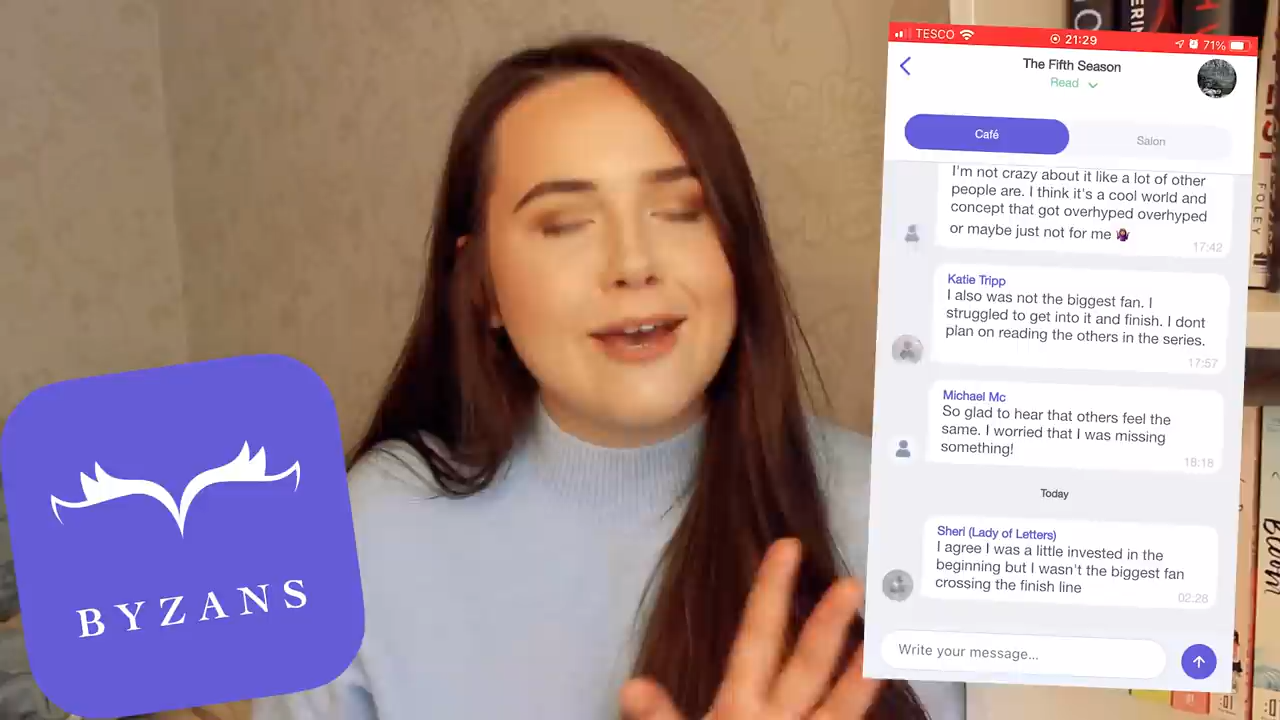 TESCO
21:29
71%
The Fifth Season
Read
Café
Salon
I'm not crazy about it like a lot of other
people are. I think it's a cool world and
concept that got overhyped overhyped
or maybe just not for me 🤷🏾‍♀️
17:42
Katie Tripp
I also was not the biggest fan. I
struggled to get into it and finish. I dont
plan on reading the others in the series.
17:57
Michael Mc
So glad to hear that others feel the
same. I worried that I was missing
something!
18:18
Today
Sheri (Lady of Letters)
I agree I was a little invested in the
beginning but I wasn't the biggest fan
crossing the finish line
02:28
Write your message...
BYZANS
FOLEY